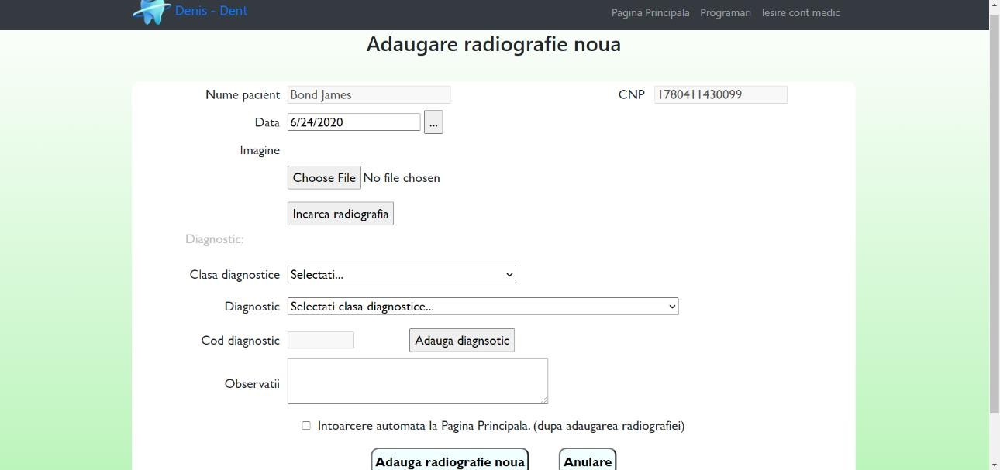 Denis - Dent Pagina Principala Programari Iesire cont medic
Adaugare radiografie noua
Nume pacient Bond James CNP 1780411430099
Data 6/24/2020 ...
Imagine
Choose File No file chosen
Incarca radiografia
Diagnostic:
Clasa diagnostice Selectati...
Diagnostic Selectati clasa diagnostice...
Cod diagnostic Adauga diagnsotic
Observatii
Intoarcere automata la Pagina Principala. (dupa adaugarea radiografiei)
Adauga radiografie noua Anulare